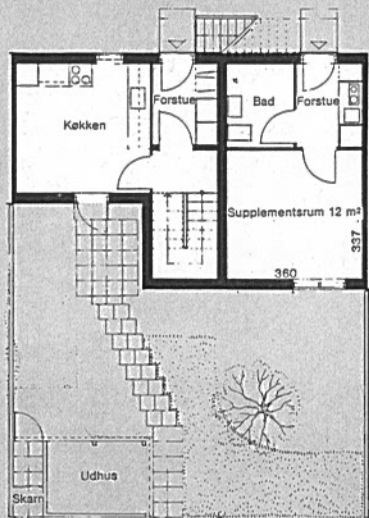 Forstue
Bad
Forstue
Køkken
Supplementsrum 12 m²
337
360
Udhus
Skarn